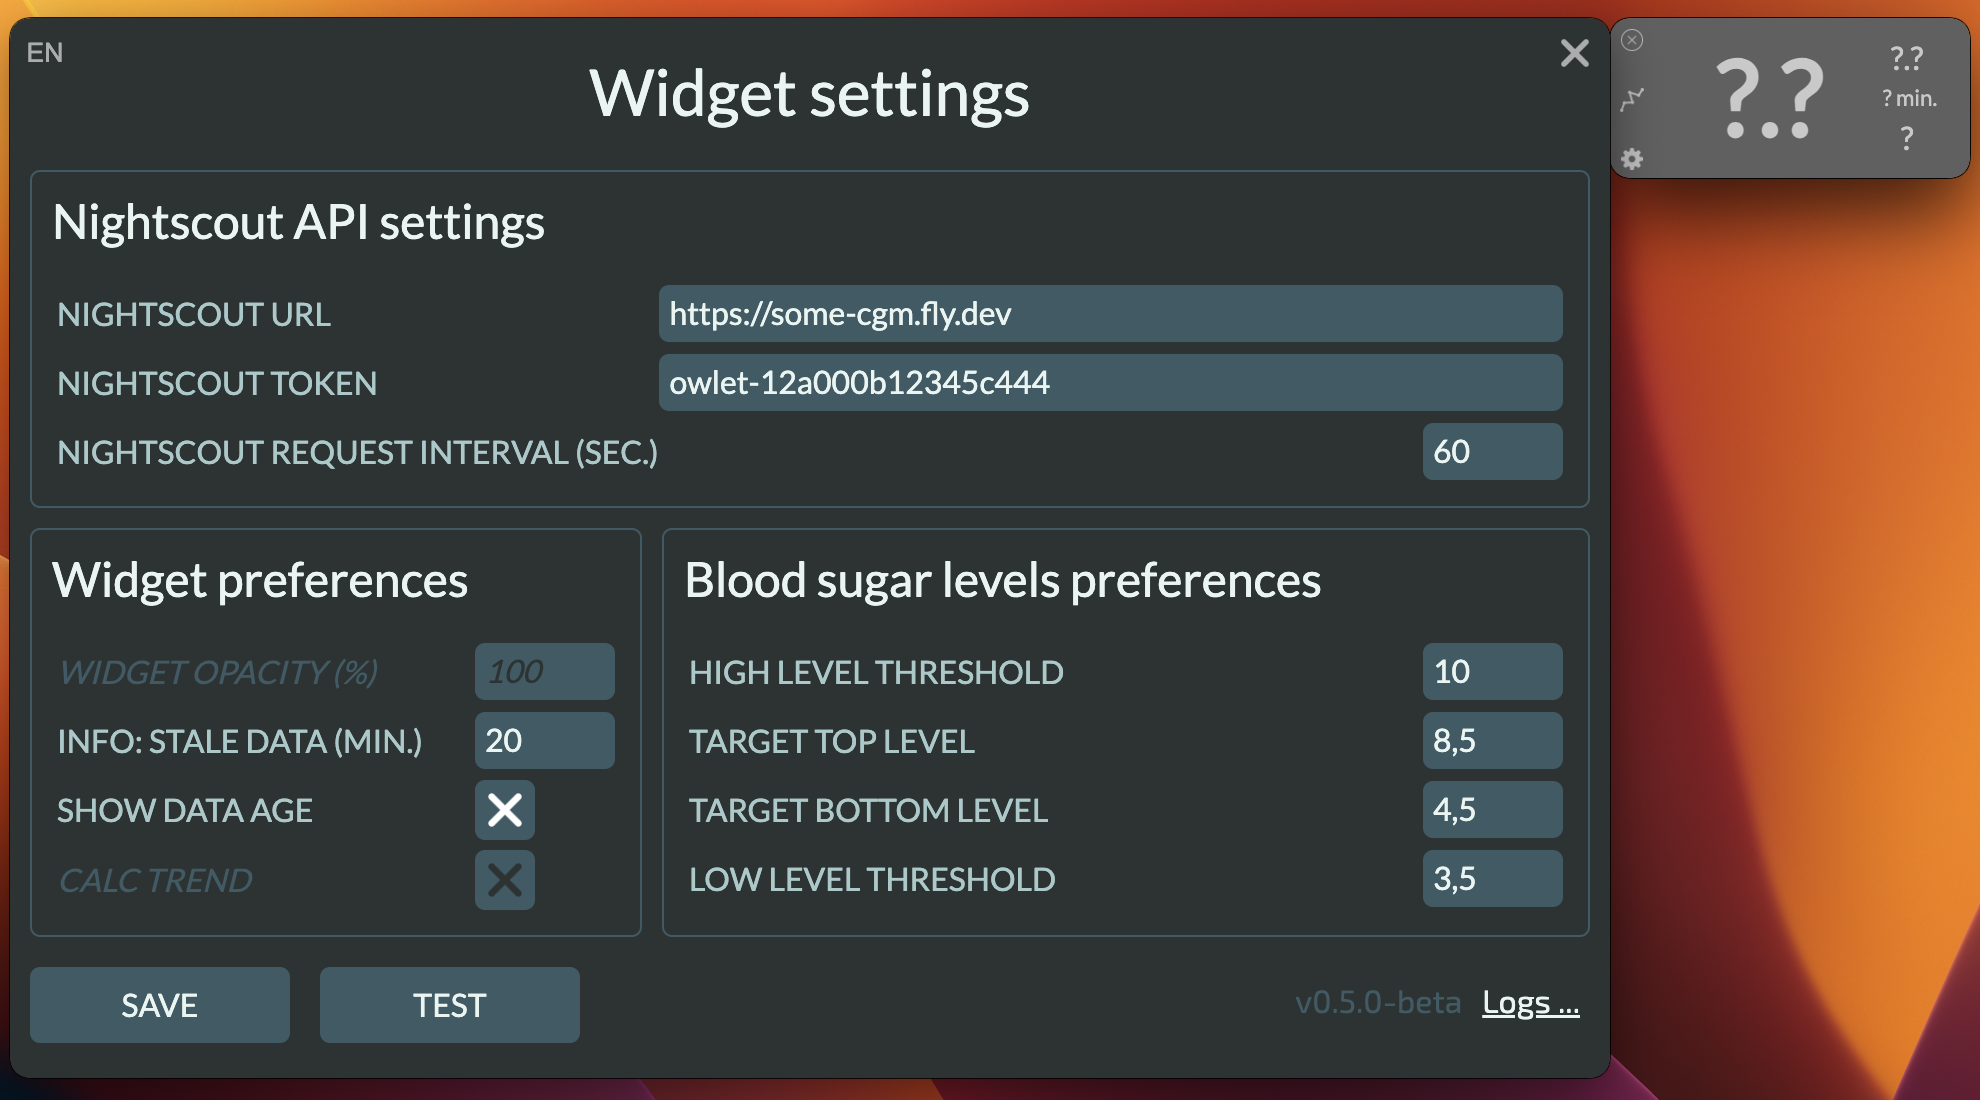 EN
Widget settings
Nightscout API settings
NIGHTSCOUT URL
https://some-cgm.fly.dev
NIGHTSCOUT TOKEN
owlet-12a000b12345c444
NIGHTSCOUT REQUEST INTERVAL (SEC.)
60
Widget preferences
WIDGET OPACITY (%)
100
INFO: STALE DATA (MIN.)
20
SHOW DATA AGE
CALC TREND
Blood sugar levels preferences
HIGH LEVEL THRESHOLD
10
TARGET TOP LEVEL
8,5
TARGET BOTTOM LEVEL
4,5
LOW LEVEL THRESHOLD
3,5
SAVE
TEST
v0.5.0-beta
Logs ...
?.?
?.?
? min.
?